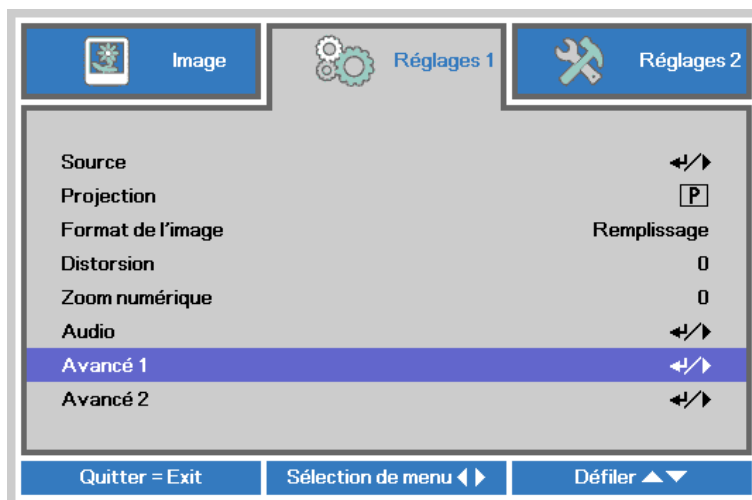 Image
Réglages 1
Réglages 2
Source
Projection P
Format de l'image Remplissage
Distorsion 0
Zoom numérique 0
Audio
Avancé 1
Avancé 2
Quitter = Exit Sélection de menu Défiler